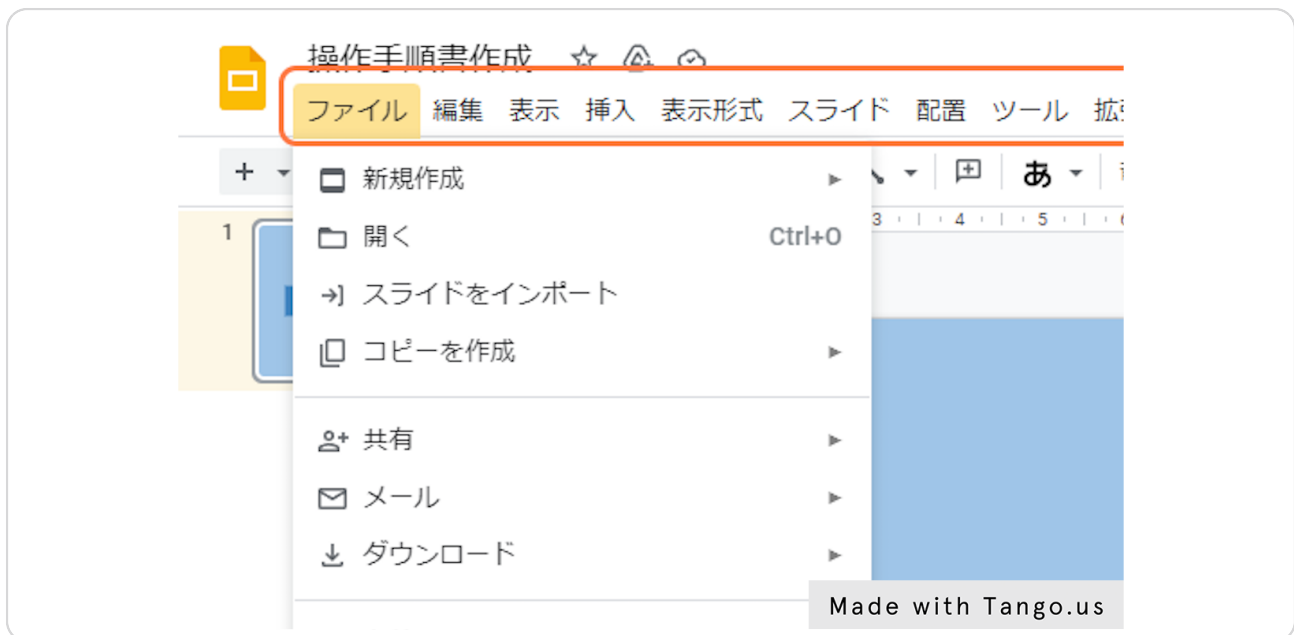 操作手順書作成
ファイル 編集 表示 挿入 表示形式 スライド 配置 ツール
新規作成
あ
3 4 5
1
開く Ctrl+O
スライドをインポート
コピーを作成
共有
メール
ダウンロード
Made with Tango.us